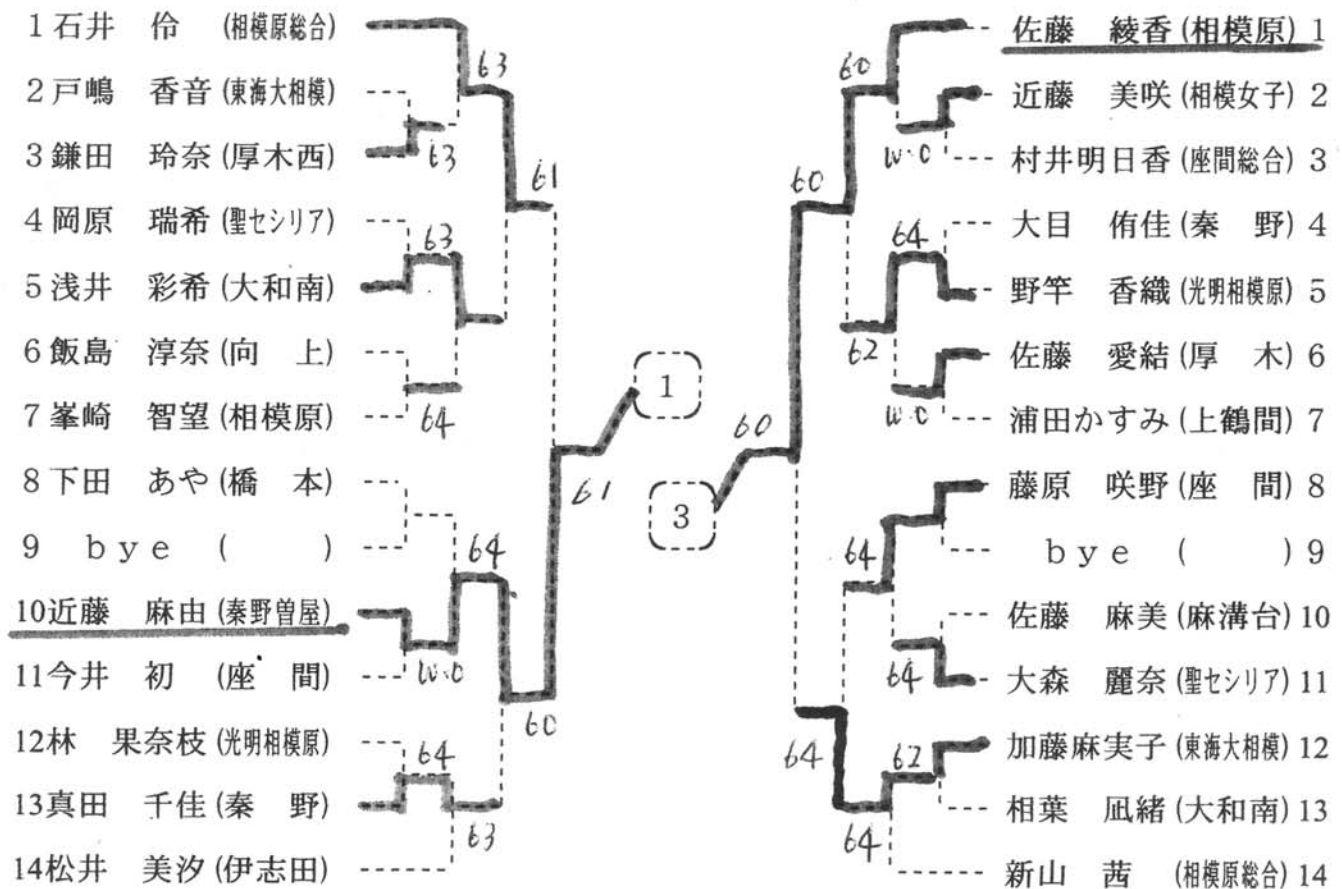 1 石井 伶 (相模原総合)
2 戸嶋 香音 (東海大相模)
3 鎌田 玲奈 (厚木西)
4 岡原 瑞希 (聖セシリア)
5 浅井 彩希 (大和南)
6 飯島 淳奈 (向 上)
7 峯崎 智望 (相模原)
8 下田 あや (橋 本)
9 bye ( )
10 近藤 麻由 (秦野曽屋)
11 今井 初 (座 間)
12 林 果奈枝 (光明相模原)
13 真田 千佳 (秦 野)
14 松井 美汐 (伊志田)
63
63
61
63
64
64
w.o
60
64
63
61
1
3
60
60
60
w.o
64
62
w.o
64
64
64
62
64
佐藤 綾香 (相模原) 1
近藤 美咲 (相模女子) 2
村井明日香 (座間総合) 3
大目 侑佳 (秦 野) 4
野竿 香織 (光明相模原) 5
佐藤 愛結 (厚 木) 6
浦田かすみ (上鶴間) 7
藤原 咲野 (座 間) 8
bye ( ) 9
佐藤 麻美 (麻溝台) 10
大森 麗奈 (聖セシリア) 11
加藤麻実子 (東海大相模) 12
相葉 凪緒 (大和南) 13
新山 茜 (相模原総合) 14